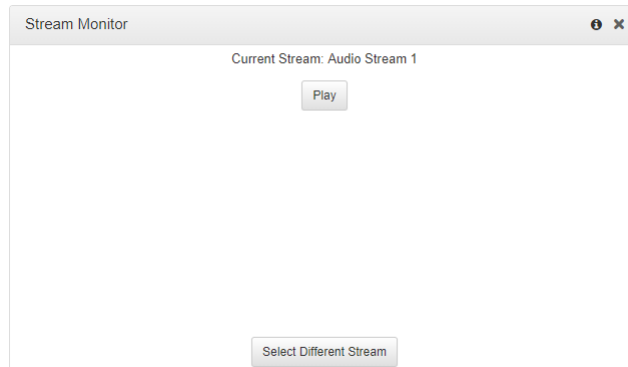 Stream Monitor
Current Stream: Audio Stream 1
Play
Select Different Stream